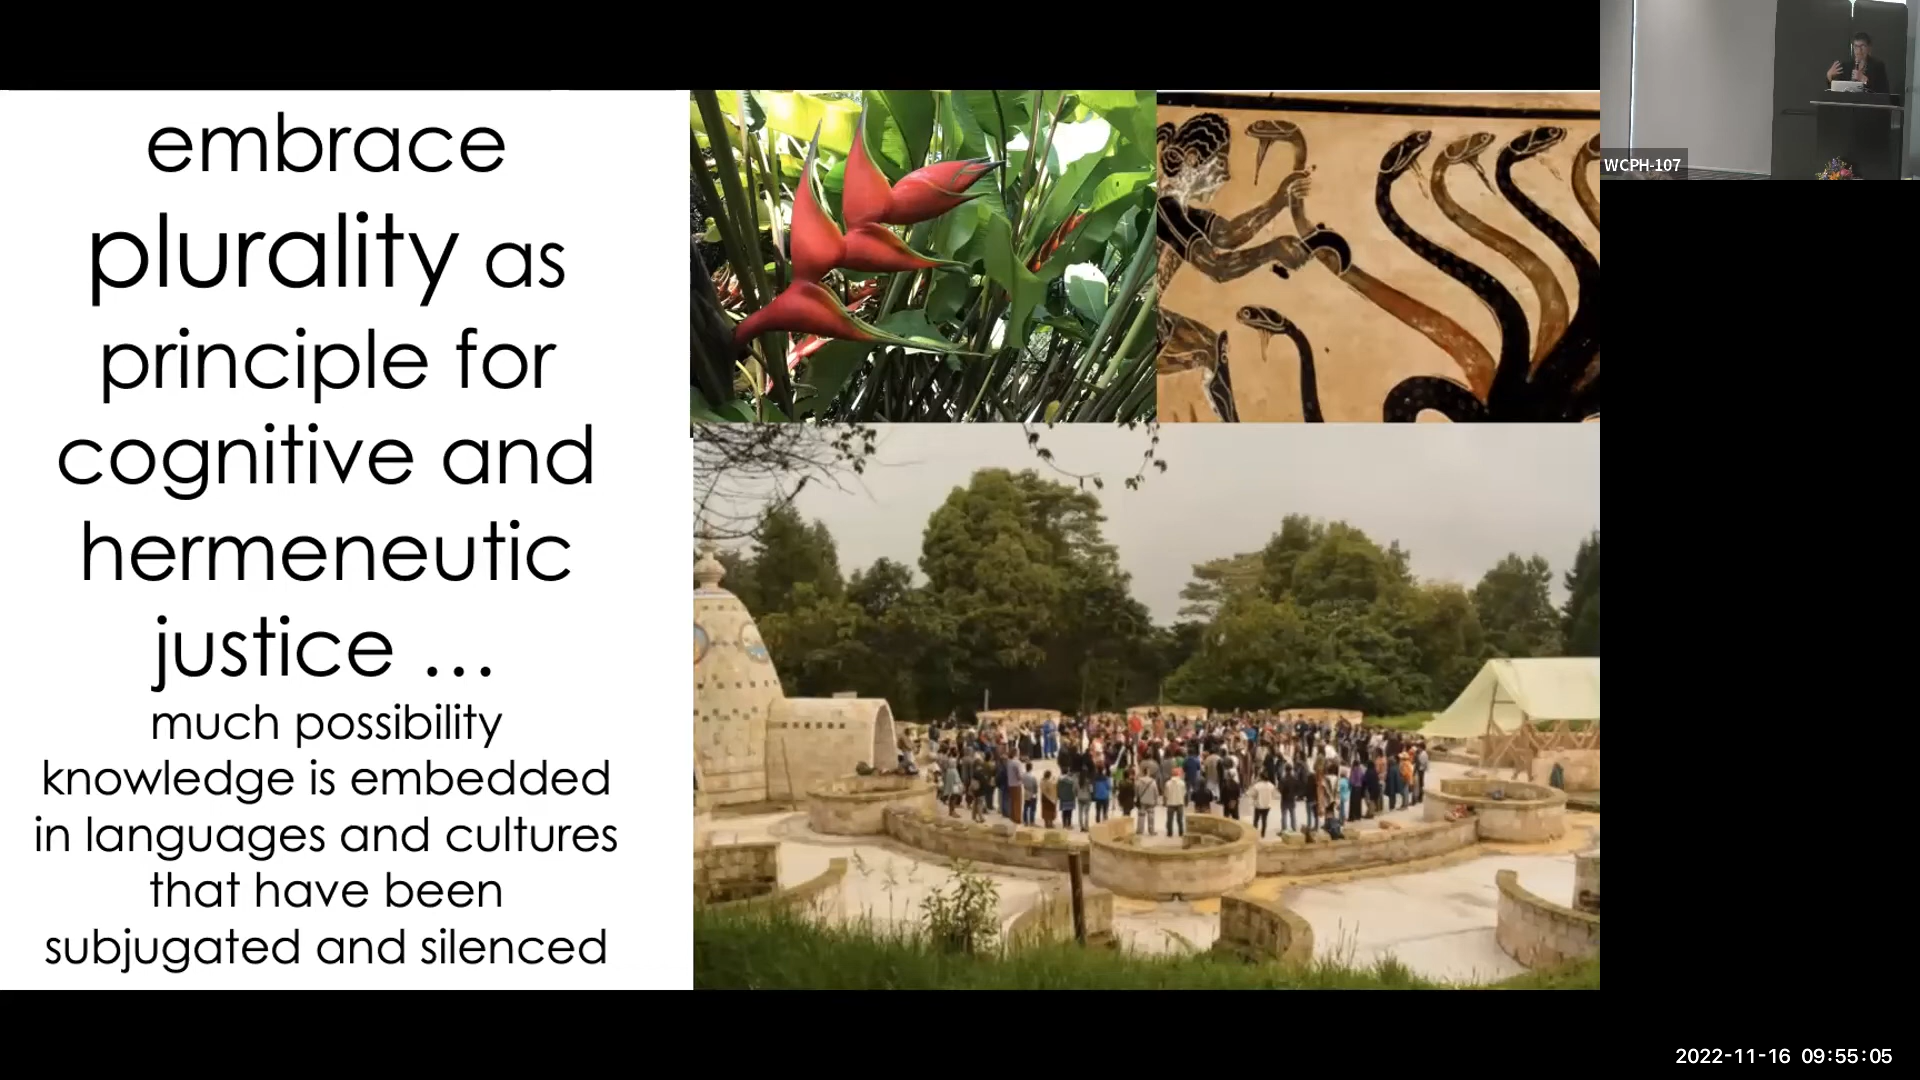 embrace
plurality as
principle for
cognitive and
hermeneutic
justice ...
much possibility
knowledge is embedded
in languages and cultures
that have been
subjugated and silenced
WCPH-107
2022-11-16 09:55:05